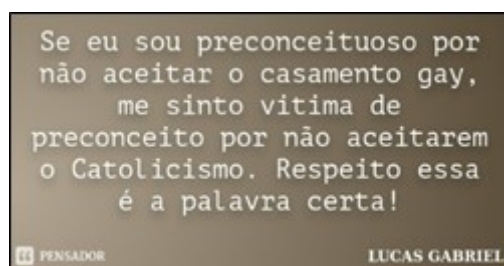 Se eu sou preconceituoso por
não aceitar o casamento gay,
me sinto vitima de
preconceito por não aceitarem
o Catolicismo. Respeito essa
é a palavra certa!
PENSADOR
LUCAS GABRIEL